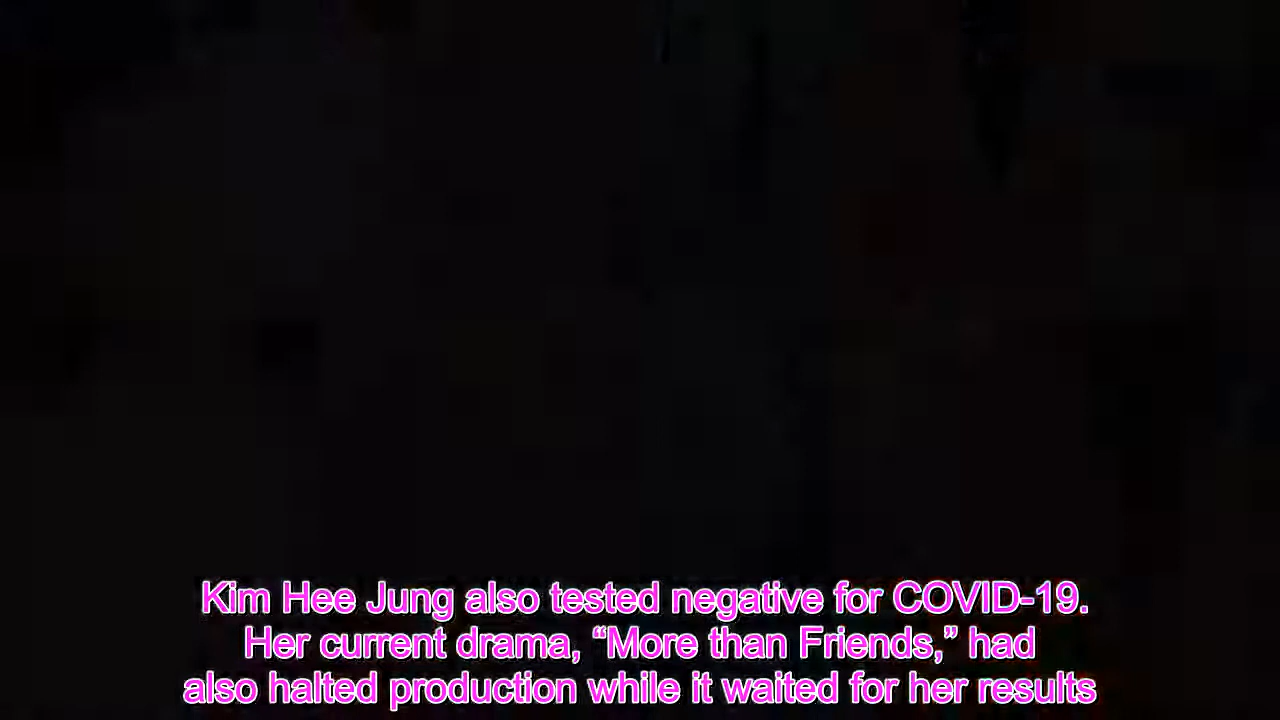 Kim Hee Jung also tested negative for COVID-19.
Her current drama, “More than Friends,” had
also halted production while it waited for her results